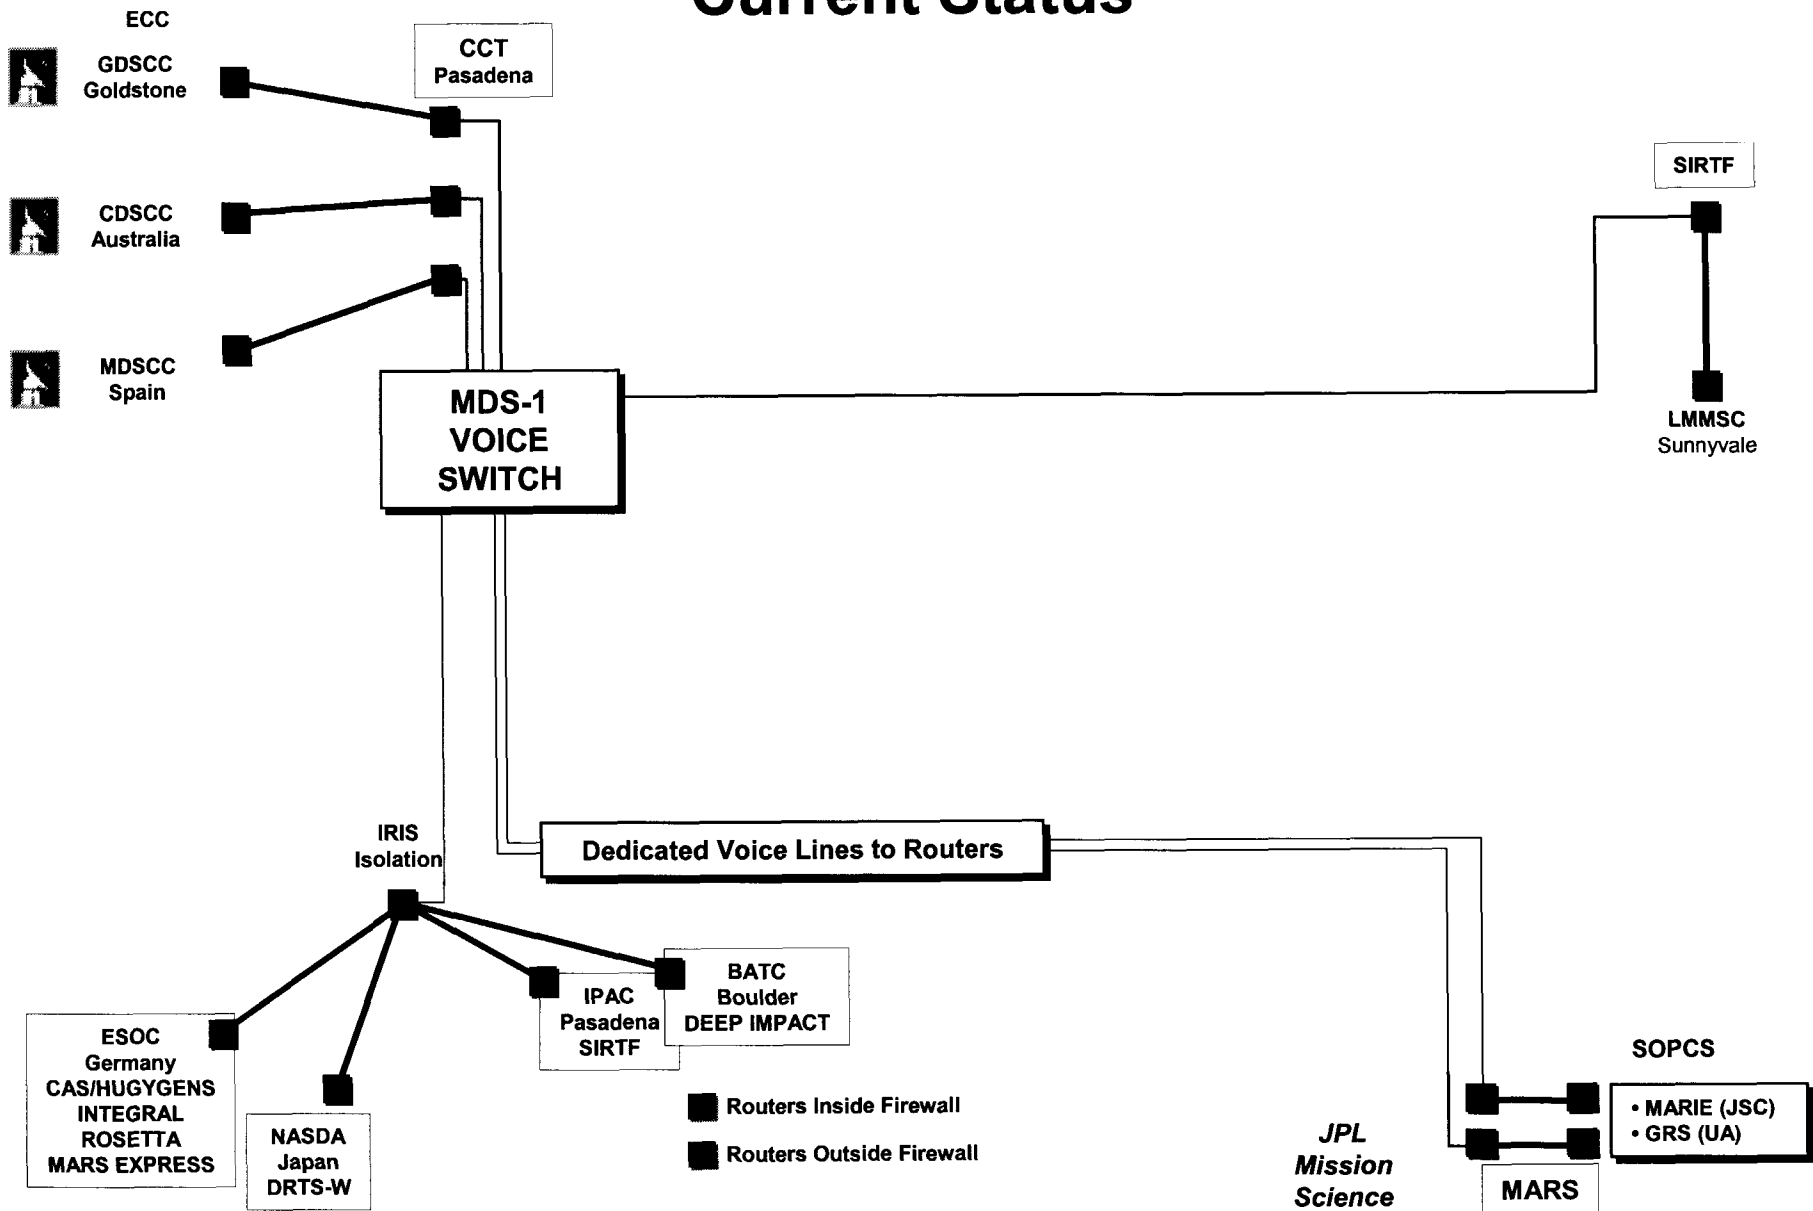 Current Status
ECC
GDSCC
Goldstone
CCT
Pasadena
CDSCC
Australia
MDSCC
Spain
SIRTF
LMMSC
Sunnyvale
MDS-1
VOICE
SWITCH
IRIS
Isolation
Dedicated Voice Lines to Routers
ESOC
Germany
CAS/HUGYGENS
INTEGRAL
ROSETTA
MARS EXPRESS
NASDA
Japan
DRTS-W
IPAC
Pasadena
SIRTF
BATC
Boulder
DEEP IMPACT
Routers Inside Firewall
Routers Outside Firewall
JPL
Mission
Science
SOPCS
• MARIE (JSC)
• GRS (UA)
MARS